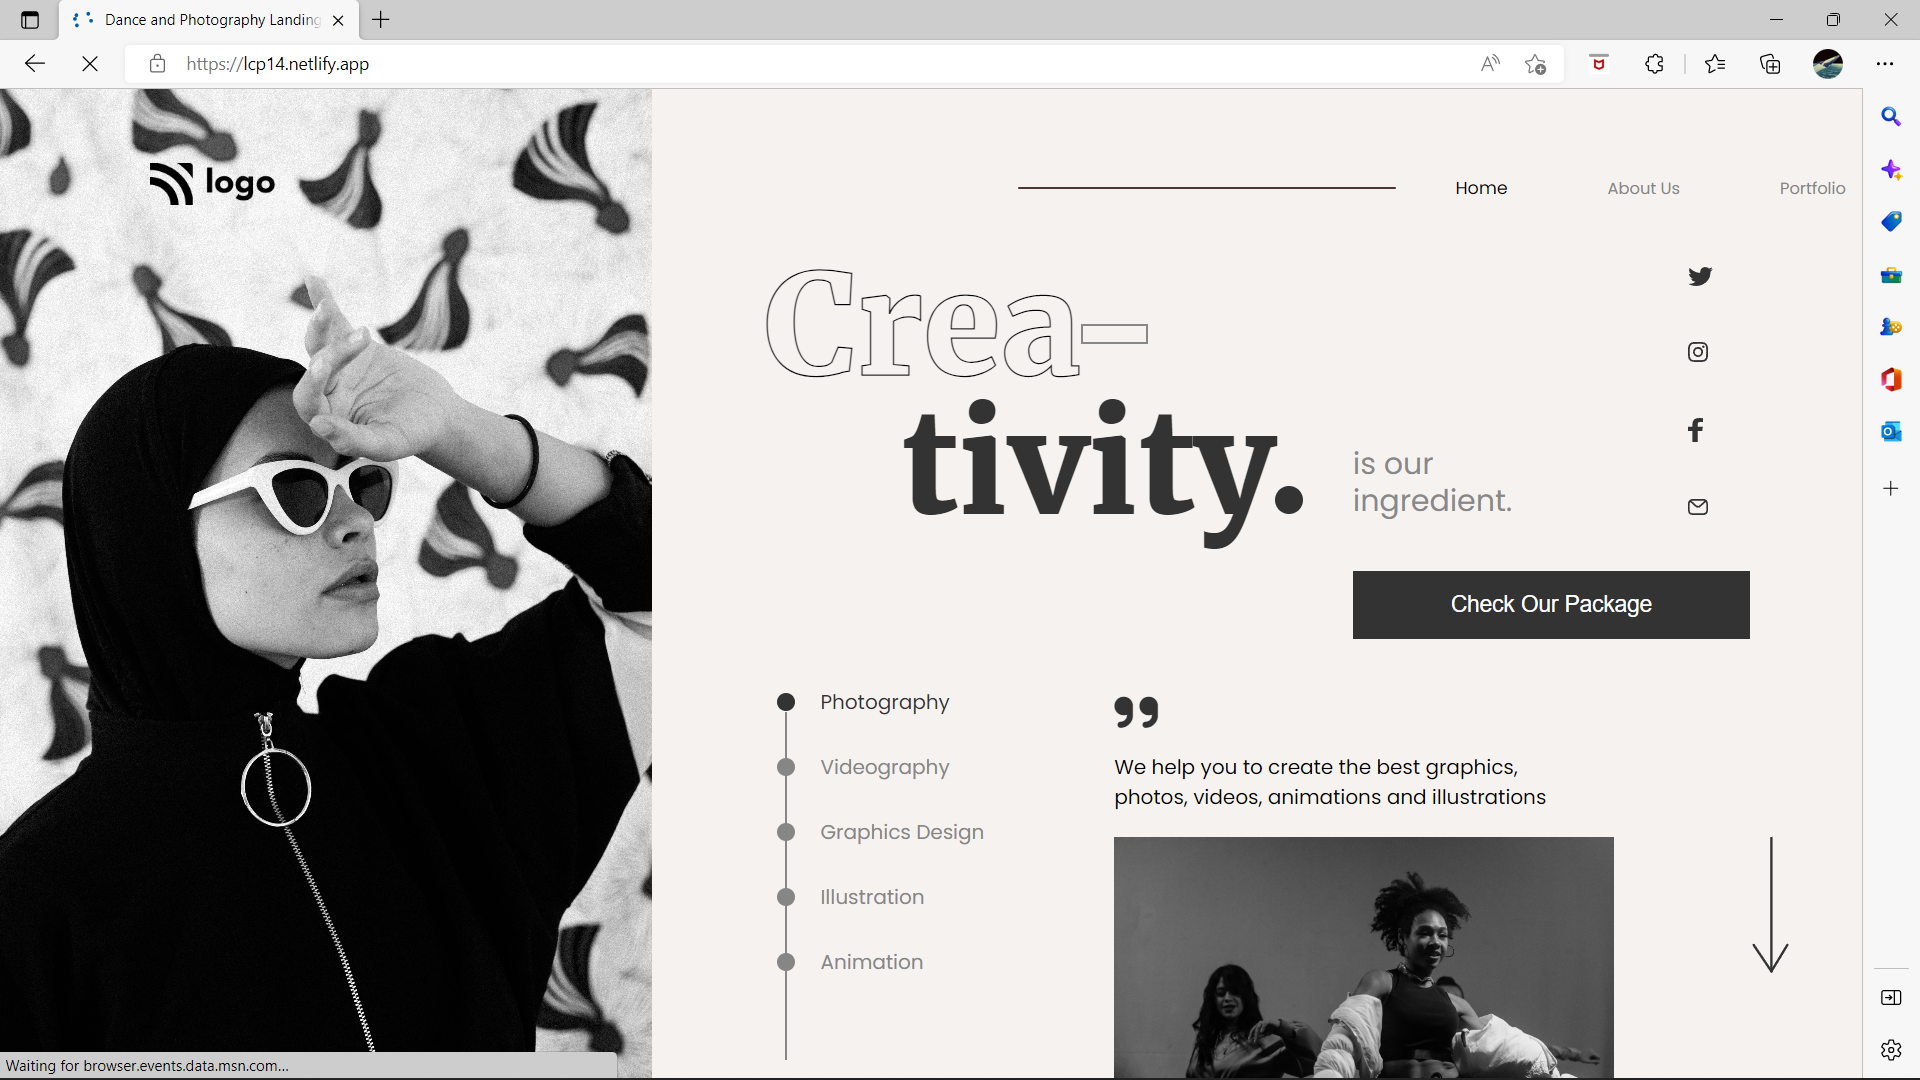 Dance and Photography Landing
https://lcp14.netlify.app
logo
Home
About Us
Portfolio
Crea–
tivity.
is our
ingredient.
Check Our Package
Photography
Videography
Graphics Design
Illustration
Animation
We help you to create the best graphics,
photos, videos, animations and illustrations
Waiting for browser.events.data.msn.com...